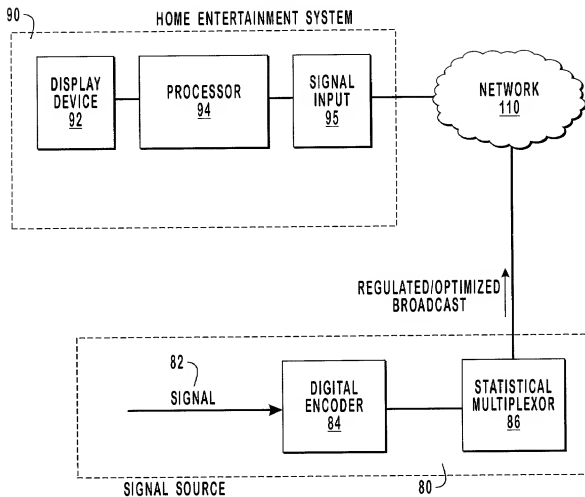 90
HOME ENTERTAINMENT SYSTEM
DISPLAY
DEVICE
92
PROCESSOR
94
SIGNAL
INPUT
95
NETWORK
110
REGULATED/OPTIMIZED
BROADCAST
82
SIGNAL
DIGITAL
ENCODER
84
STATISTICAL
MULTIPLEXOR
86
SIGNAL SOURCE
80